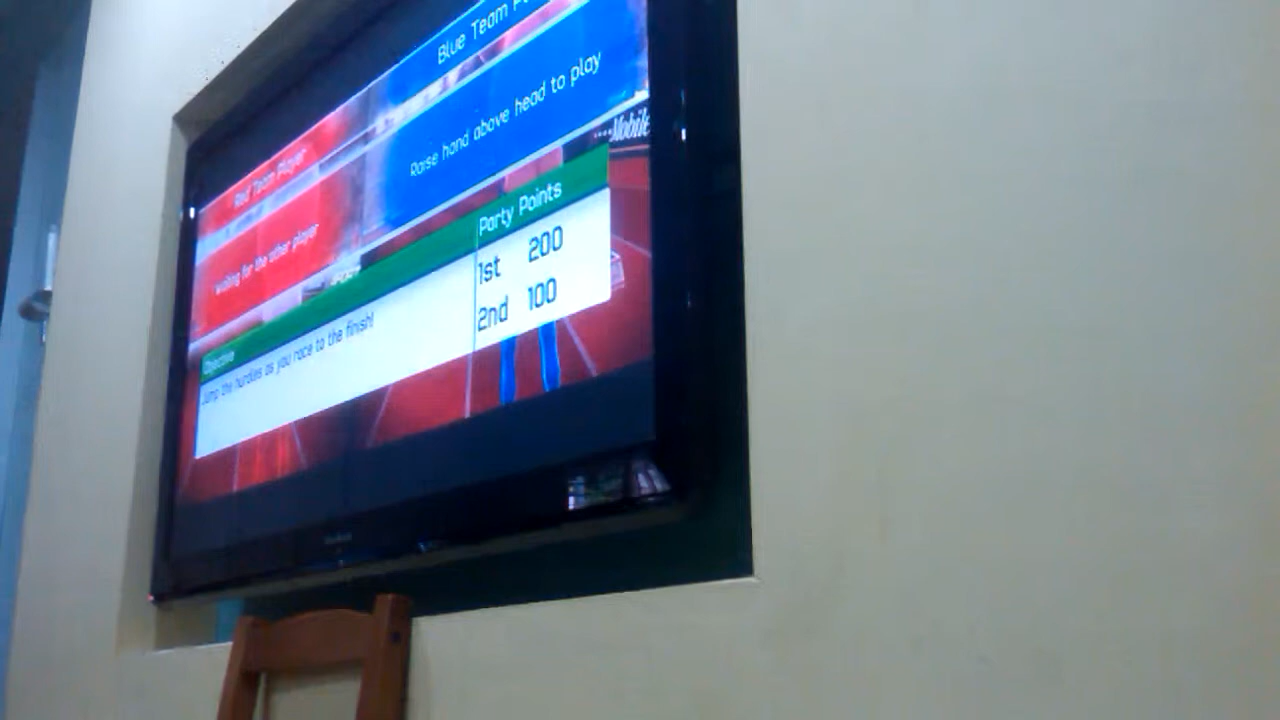 Blue Team
Red Team Player
Raise hand above head to play
Waiting for the other player
Mobile
Party Points
1st 200
2nd 100
Objective
Jump the hurdles as you race to the finish!